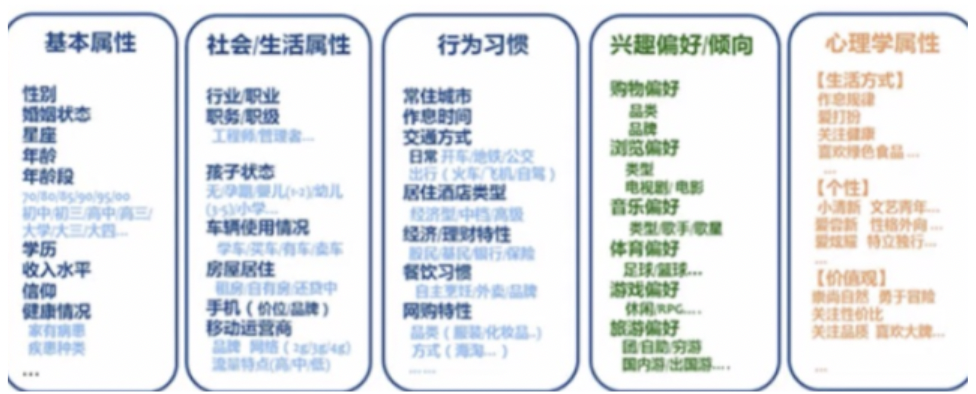 基本属性
性别
婚姻状态
星座
年龄
年龄段
70/80/85/90/95/00
初中/初三/高中/高三/
大学/大三/大四...
学历
收入水平
信仰
健康情况
家有病患
疾患种类
...
社会/生活属性
行业/职业
职务/职级
工程师/管理者...
孩子状态
无/孕期/婴儿(1-2)/幼儿
(3-5)/小学...
车辆使用情况
学车/买车/有车/卖车
房屋居住
租房/自有房/还贷中
手机（价位/品牌）
移动运营商
品牌 网络（2g/3g/4g）
流量特点(高/中/低)
行为习惯
常住城市
作息时间
交通方式
日常 开车/地铁/公交
出行（火车/飞机/自驾）
居住酒店类型
经济型/中档/高级
经济/理财特性
股民/基民/银行/保险
餐饮习惯
自主烹饪/外卖/品牌
网购特性
品类（服装/化妆品..）
方式（海淘...）
......
兴趣偏好/倾向
购物偏好
品类
品牌
浏览偏好
类型
电视剧/电影
音乐偏好
类型/歌手/歌星
体育偏好
足球/篮球...
游戏偏好
休闲/RPG....
旅游偏好
团/自助/穷游
国内游/出国游....
心理学属性
【生活方式】
作息规律
爱打扮
关注健康
喜欢绿色食品...
...
【个性】
小清新 文艺青年...
爱尝新 性格外向...
爱炫耀 特立独行...
...
【价值观】
崇尚自然 勇于冒险
关注性价比
关注品质 喜欢大牌...
...